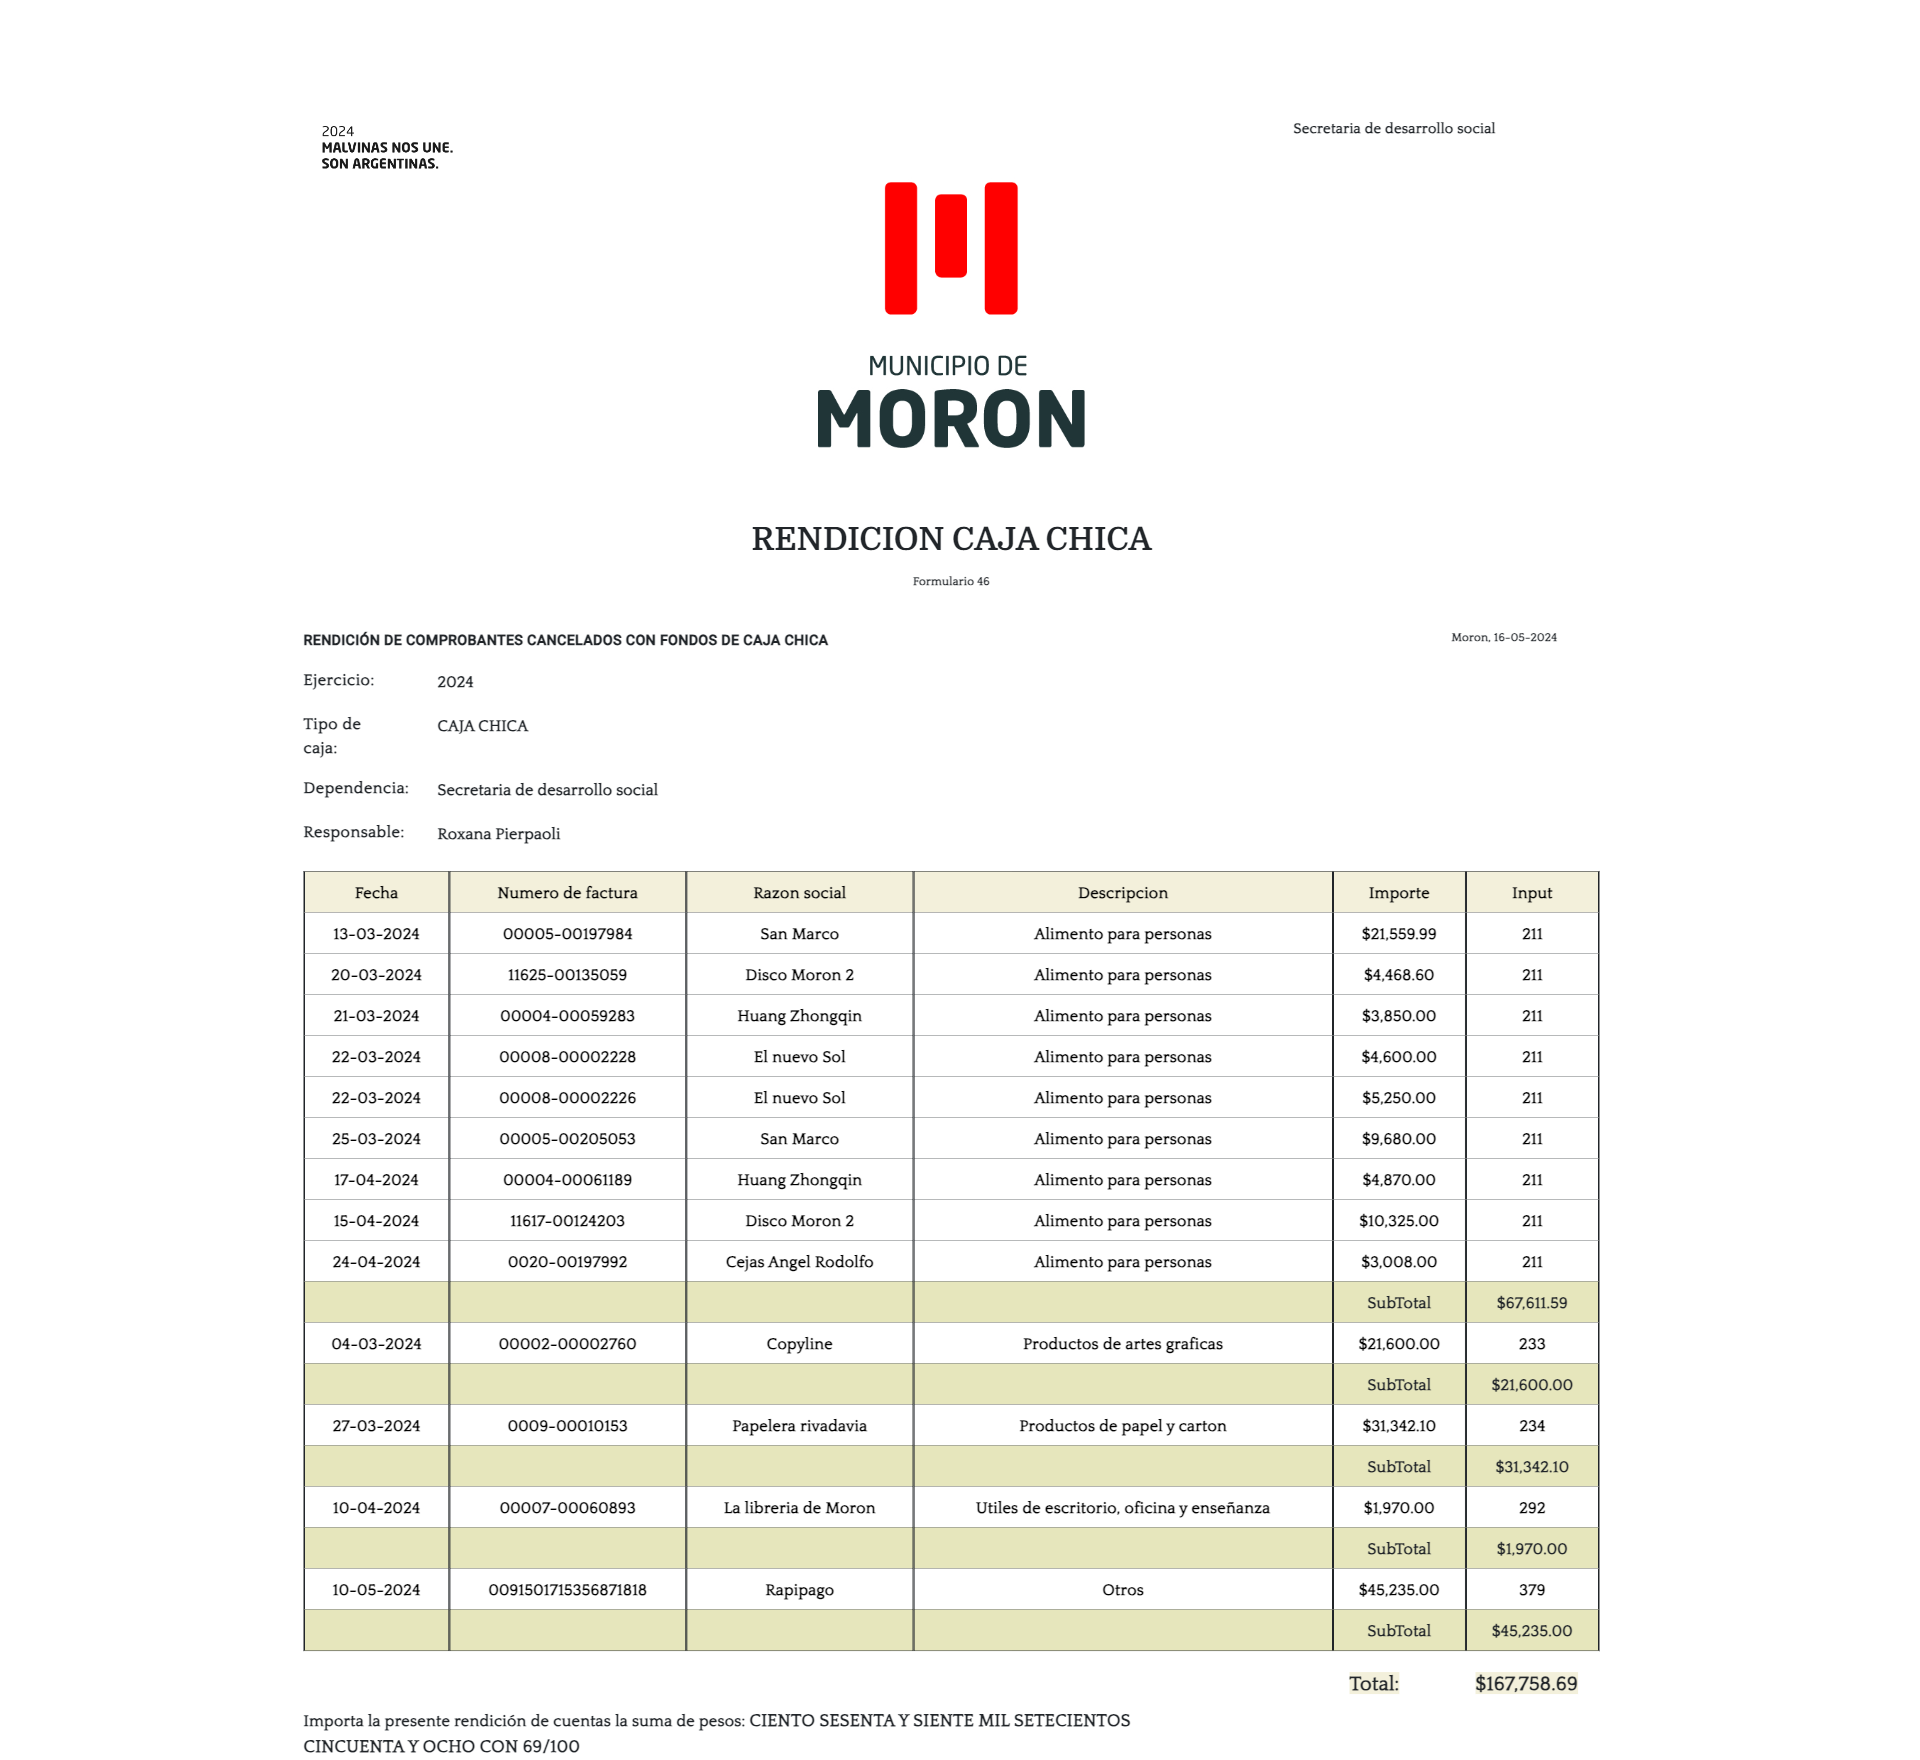 2024
MALVINAS NOS UNE.
SON ARGENTINAS.
Secretaria de desarrollo social
MUNICIPIO DE
MORON
RENDICION CAJA CHICA
Formulario 46
RENDICIÓN DE COMPROBANTES CANCELADOS CON FONDOS DE CAJA CHICA
Moron, 16-05-2024
Ejercicio: 2024
Tipo de caja: CAJA CHICA
Dependencia: Secretaria de desarrollo social
Responsable: Roxana Pierpaoli
Fecha Numero de factura Razon social Descripcion Importe Input
13-03-2024 00005-00197984 San Marco Alimento para personas $21,559.99 211
20-03-2024 11625-00135059 Disco Moron 2 Alimento para personas $4,468.60 211
21-03-2024 00004-00059283 Huang Zhongqin Alimento para personas $3,850.00 211
22-03-2024 00008-00002228 El nuevo Sol Alimento para personas $4,600.00 211
22-03-2024 00008-00002226 El nuevo Sol Alimento para personas $5,250.00 211
25-03-2024 00005-00205053 San Marco Alimento para personas $9,680.00 211
17-04-2024 00004-00061189 Huang Zhongqin Alimento para personas $4,870.00 211
15-04-2024 11617-00124203 Disco Moron 2 Alimento para personas $10,325.00 211
24-04-2024 0020-00197992 Cejas Angel Rodolfo Alimento para personas $3,008.00 211
SubTotal $67,611.59
04-03-2024 00002-00002760 Copyline Productos de artes graficas $21,600.00 233
SubTotal $21,600.00
27-03-2024 0009-00010153 Papelera rivadavia Productos de papel y carton $31,342.10 234
SubTotal $31,342.10
10-04-2024 00007-00060893 La libreria de Moron Utiles de escritorio, oficina y enseñanza $1,970.00 292
SubTotal $1,970.00
10-05-2024 0091501715356871818 Rapipago Otros $45,235.00 379
SubTotal $45,235.00
Total: $167,758.69
Importa la presente rendición de cuentas la suma de pesos: CIENTO SESENTA Y SIENTE MIL SETECIENTOS
CINCUENTA Y OCHO CON 69/100